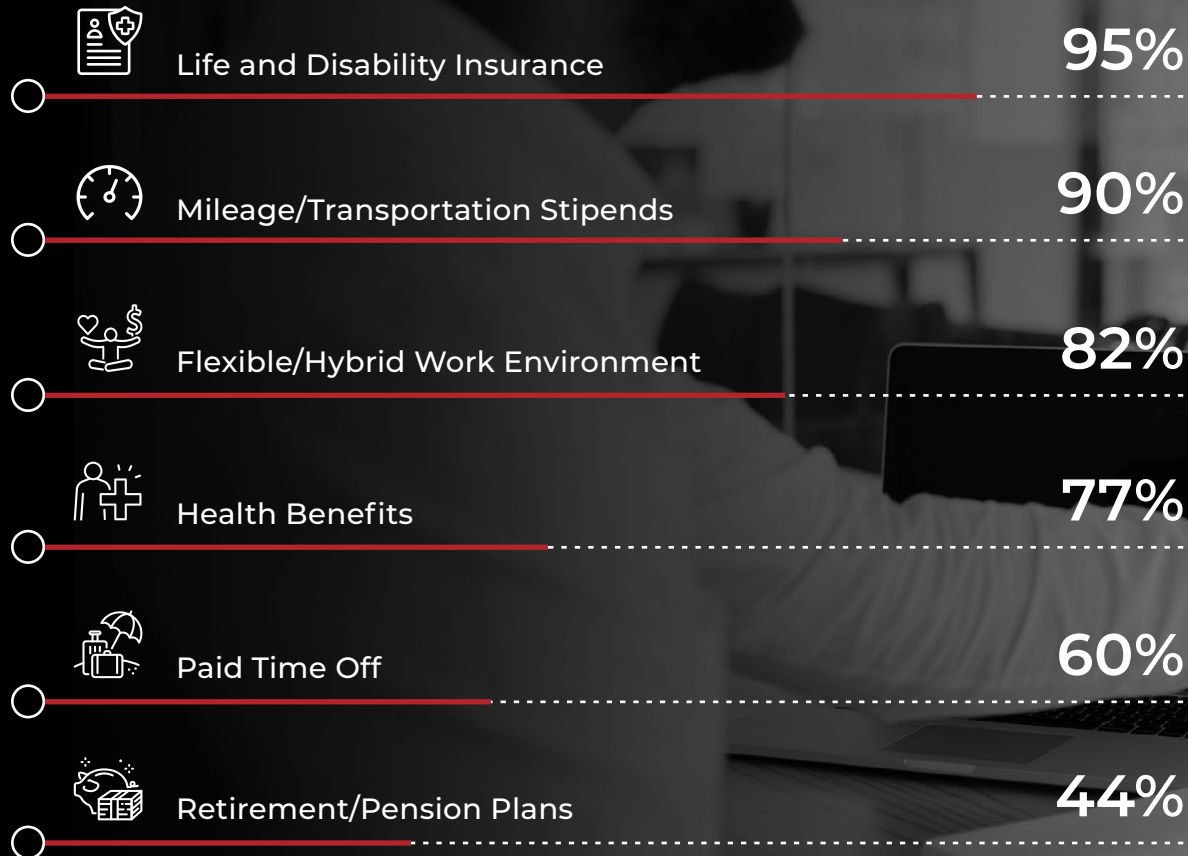 Life and Disability Insurance
95%
Mileage/Transportation Stipends
90%
Flexible/Hybrid Work Environment
82%
Health Benefits
77%
Paid Time Off
60%
Retirement/Pension Plans
44%